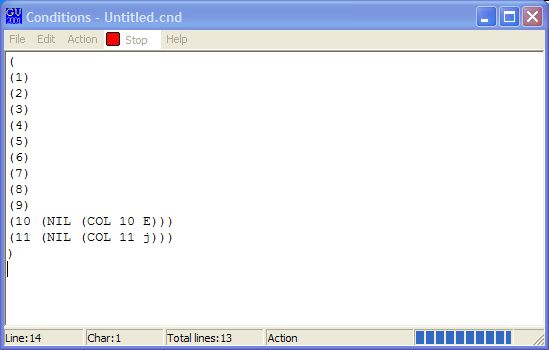 GU
Conditions - Untitled.cnd
File Edit Action Stop Help
(
(1)
(2)
(3)
(4)
(5)
(6)
(7)
(8)
(9)
(10 (NIL (COL 10 E)))
(11 (NIL (COL 11 j)))
)
Line:14 Char:1 Total lines:13 Action